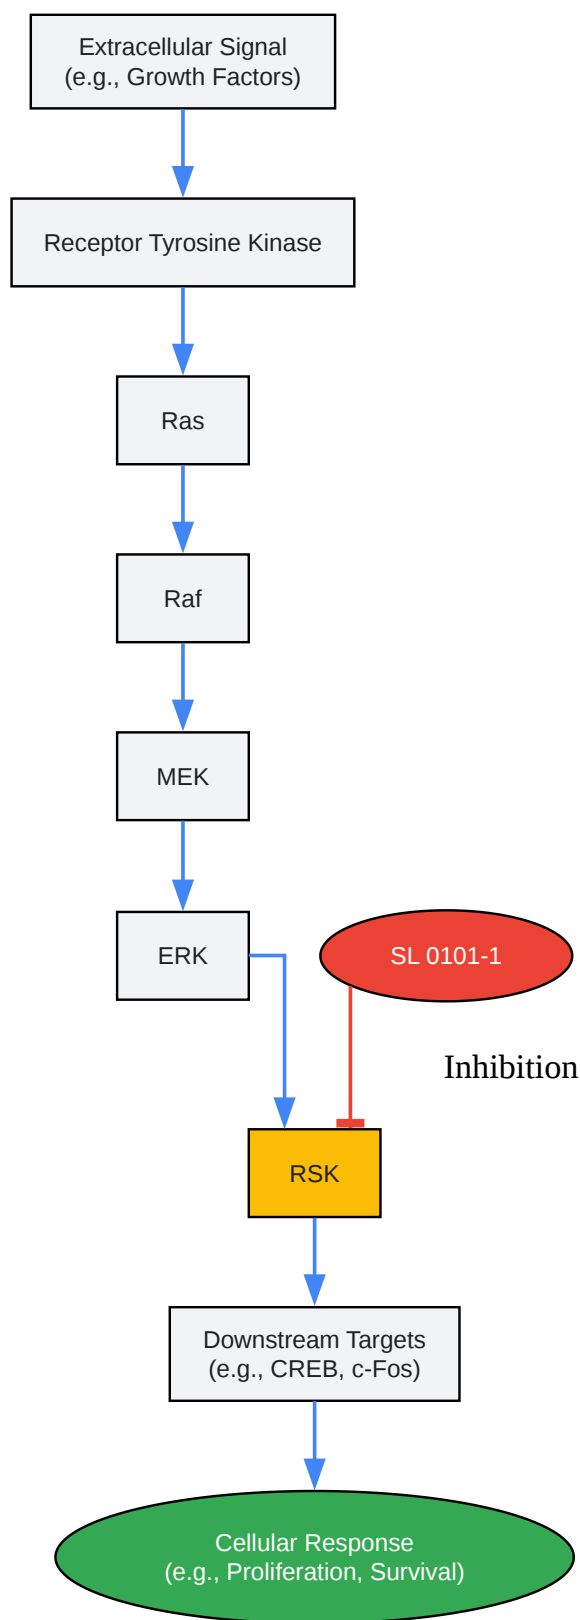 Extracellular Signal
(e.g., Growth Factors)
Receptor Tyrosine Kinase
Ras
Raf
MEK
ERK
SL 0101-1
Inhibition
RSK
Downstream Targets
(e.g., CREB, c-Fos)
Cellular Response
(e.g., Proliferation, Survival)